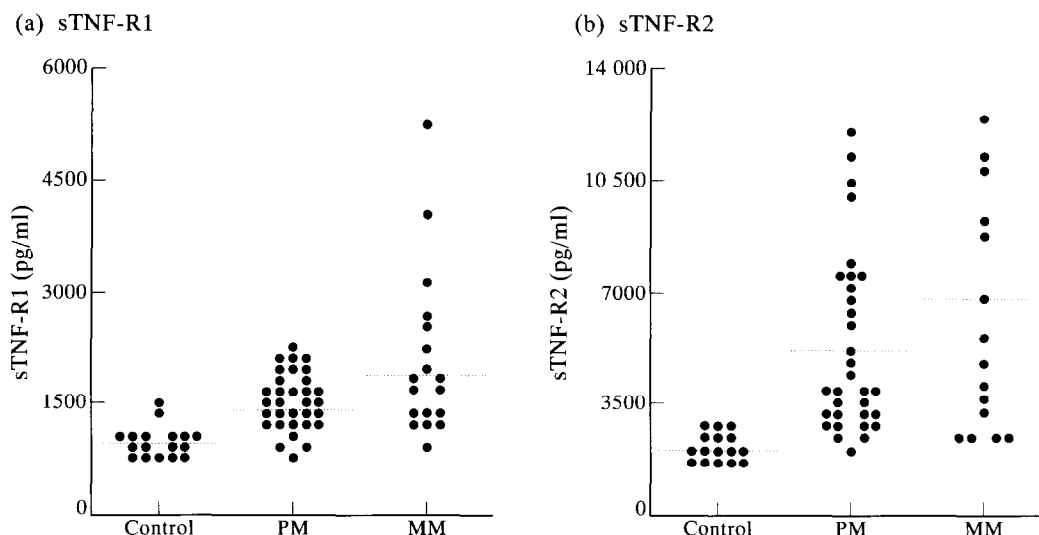 (a) sTNF-R1
6000
4500
3000
1500
0
sTNF-R1 (pg/ml)
Control PM MM
(b) sTNF-R2
14 000
10 500
7000
3500
0
sTNF-R2 (pg/ml)
Control PM MM